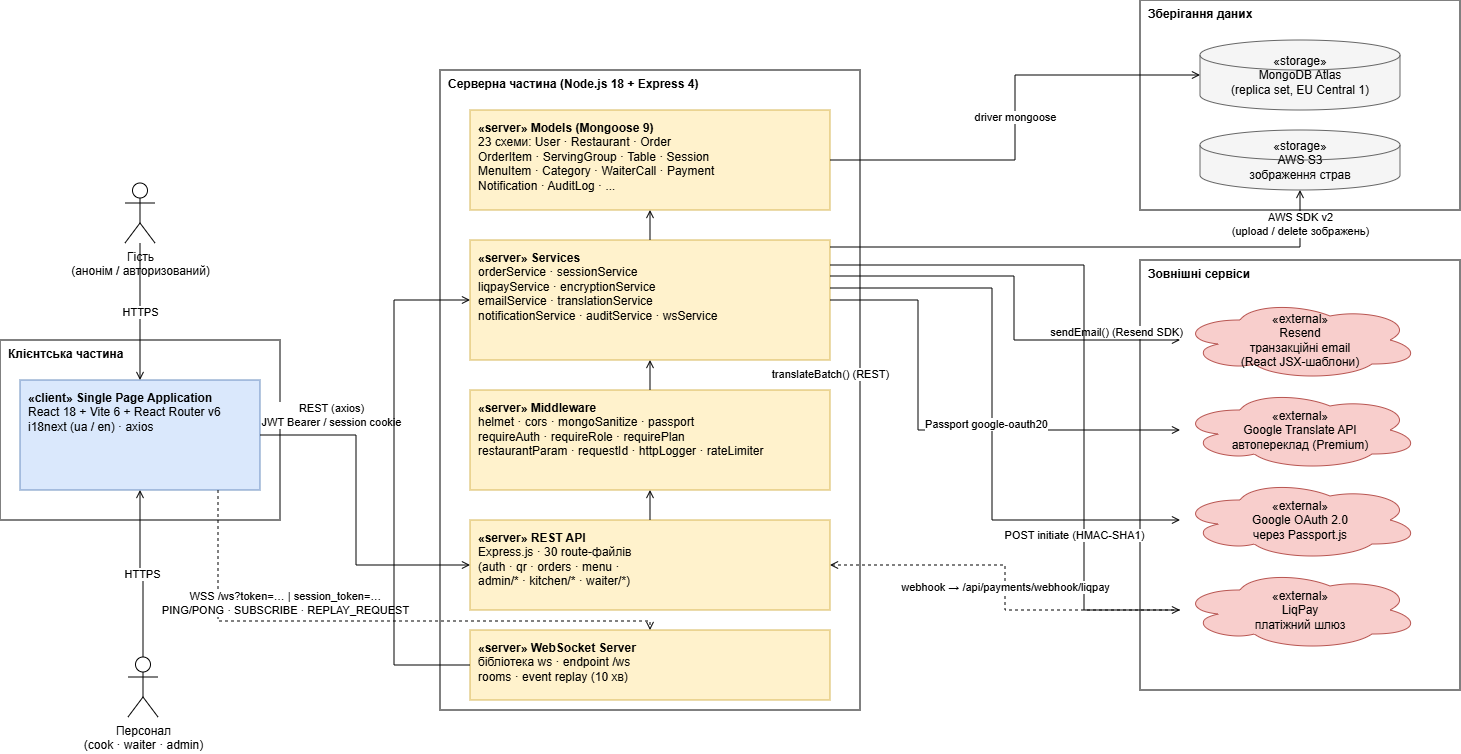 Зберігання даних
«storage»
MongoDB Atlas
(replica set, EU Central 1)
«storage»
AWS S3
зображення страв
driver mongoose
AWS SDK v2
(upload / delete зображень)
Серверна частина (Node.js 18 + Express 4)
«server» Models (Mongoose 9)
23 схеми: User · Restaurant · Order
OrderItem · ServingGroup · Table · Session
MenuItem · Category · WaiterCall · Payment
Notification · AuditLog · ...
«server» Services
orderService · sessionService
liqpayService · encryptionService
emailService · translationService
notificationService · auditService · wsService
«server» Middleware
helmet · cors · mongoSanitize · passport
requireAuth · requireRole · requirePlan
restaurantParam · requestId · httpLogger · rateLimiter
«server» REST API
Express.js · 30 route-файлів
(auth · qr · orders · menu ·
admin/* · kitchen/* · waiter/*)
«server» WebSocket Server
бібліотека ws · endpoint /ws
rooms · event replay (10 хв)
Гість
(анонім / авторизований)
HTTPS
Клієнтська частина
«client» Single Page Application
React 18 + Vite 6 + React Router v6
i18next (ua / en) · axios
REST (axios)
JWT Bearer / session cookie
HTTPS
WSS /ws?token=… | session_token=…
PING/PONG · SUBSCRIBE · REPLAY_REQUEST
Персонал
(cook · waiter · admin)
Зовнішні сервіси
sendEmail() (Resend SDK)
«external»
Resend
транзакційні email
(React JSX-шаблони)
translateBatch() (REST)
«external»
Google Translate API
автопереклад (Premium)
Passport google-oauth20
«external»
Google OAuth 2.0
через Passport.js
POST initiate (HMAC-SHA1)
webhook → /api/payments/webhook/liqpay
«external»
LiqPay
платіжний шлюз